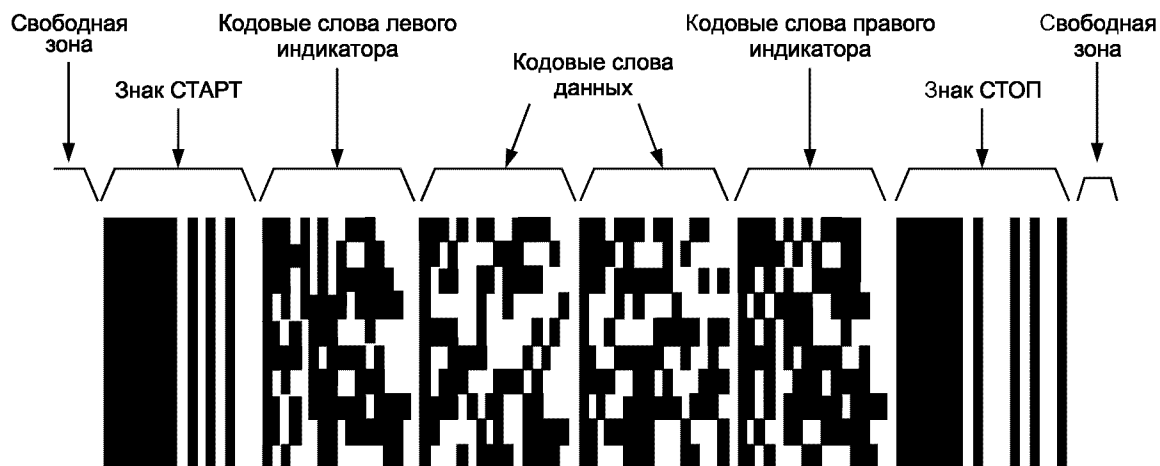 Свободная
зона
Знак СТАРТ
Кодовые слова левого
индикатора
Кодовые слова
данных
Кодовые слова правого
индикатора
Знак СТОП
Свободная
зона